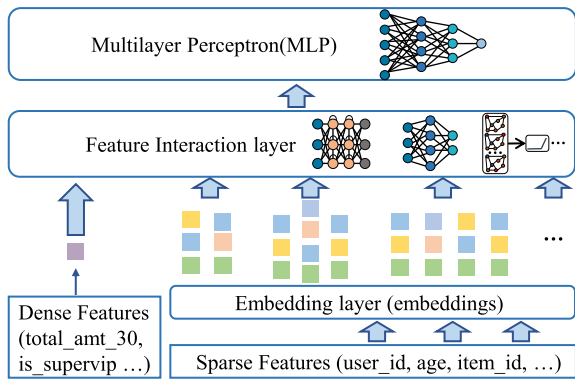 Multilayer Perceptron(MLP)
Feature Interaction layer
...
...
...
Dense Features
(total_amt_30,
is_supervip ...)
Embedding layer (embeddings)
Sparse Features (user_id, age, item_id, ...)